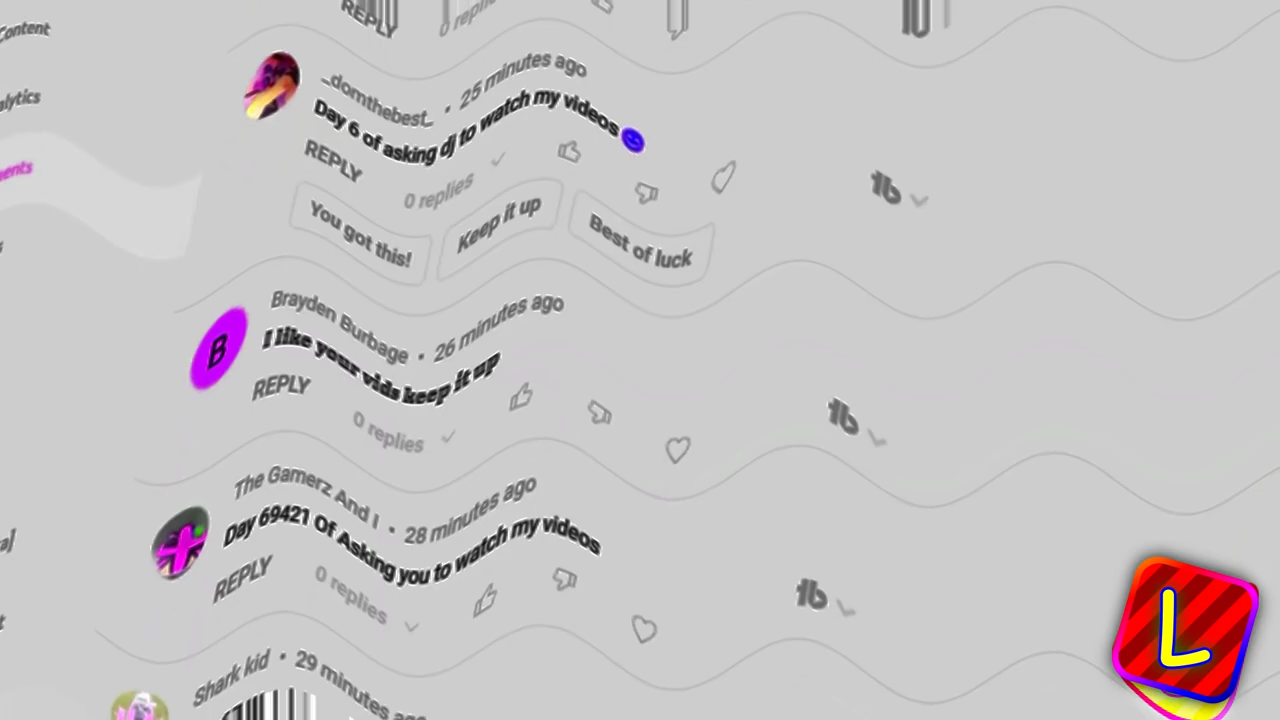 Content
REPLY
0 replies
_domthebest_ • 25 minutes ago
Day 6 of asking dj to watch my videos
REPLY
0 replies
You got this!
Keep it up
Best of luck
Brayden Burbage • 26 minutes ago
B
I like your vids keep it up
REPLY
0 replies
The Gamerz And I • 28 minutes ago
Day 69421 Of Asking you to watch my videos
REPLY
0 replies
Shark kid • 29 minutes ago
L